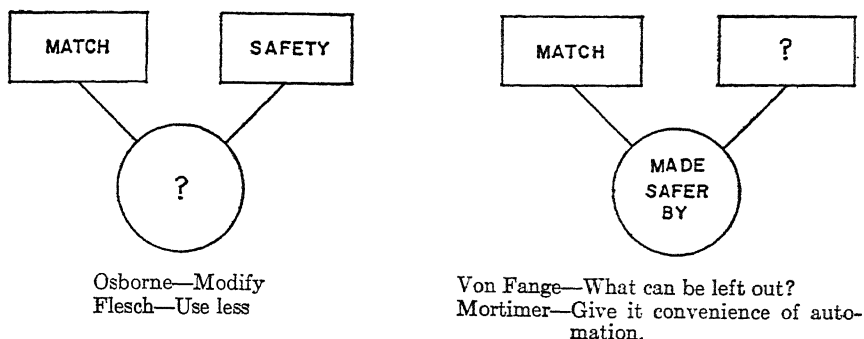 MATCH
SAFETY
?
Osborne—Modify
Flesch—Use less
MATCH
?
MADE
SAFER
BY
Von Fange—What can be left out?
Mortimer—Give it convenience of auto-
mation.